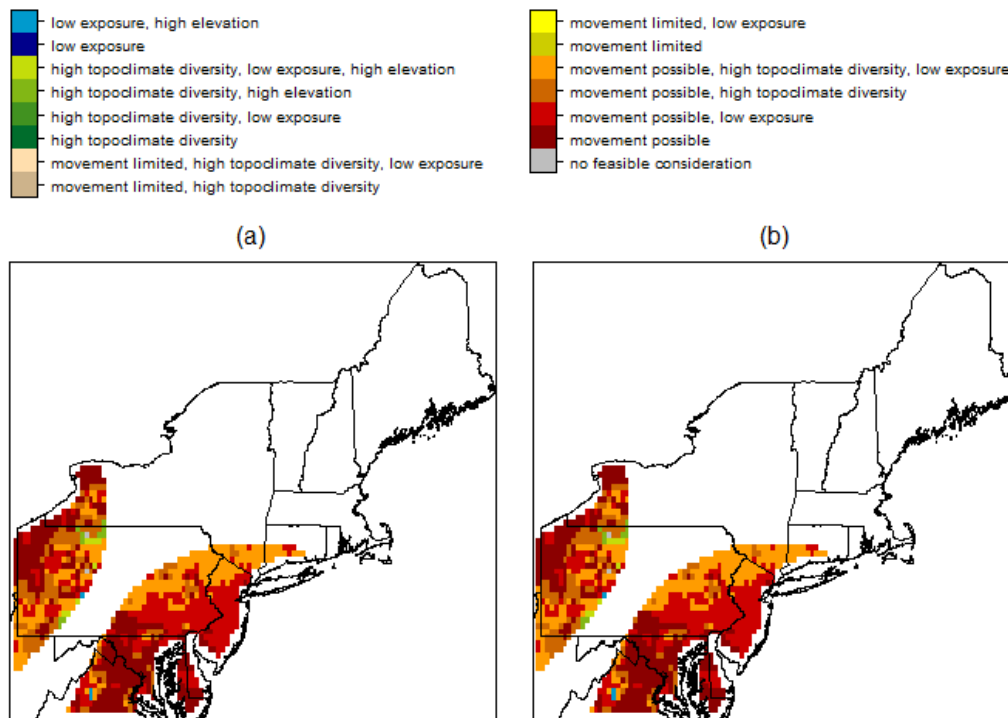 low exposure, high elevation
low exposure
high topoclimate diversity, low exposure, high elevation
high topoclimate diversity, high elevation
high topoclimate diversity, low exposure
high topoclimate diversity
movement limited, high topoclimate diversity, low exposure
movement limited, high topoclimate diversity
movement limited, low exposure
movement limited
movement possible, high topoclimate diversity, low exposure
movement possible, high topoclimate diversity
movement possible, low exposure
movement possible
no feasible consideration
(a)
(b)